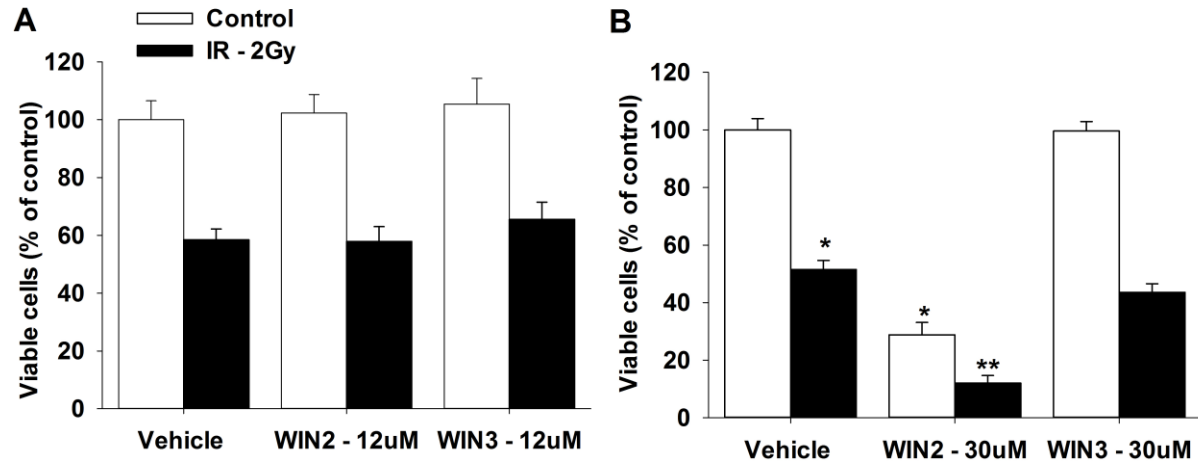 A
Control
IR - 2Gy
Viable cells (% of control)
120
100
80
60
40
20
0
Vehicle
WIN2 - 12uM
WIN3 - 12uM
B
Viable cells (% of control)
120
100
80
60
40
20
0
*
*
**
Vehicle
WIN2 - 30uM
WIN3 - 30uM